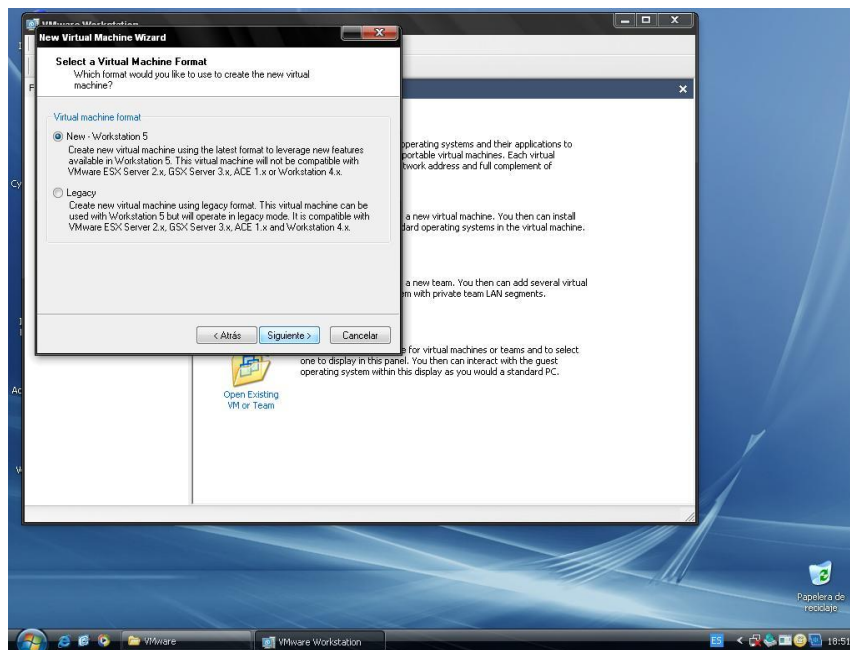 VMware Workstation
New Virtual Machine Wizard
Select a Virtual Machine Format
Which format would you like to use to create the new virtual
machine?
Virtual machine format
New - Workstation 5
Create new virtual machine using the latest format to leverage new features
available in Workstation 5. This virtual machine will not be compatible with
VMware ESX Server 2.x, GSX Server 3.x, ACE 1.x or Workstation 4.x.
Legacy
Create new virtual machine using legacy format. This virtual machine can be
used with Workstation 5 but will operate in legacy mode. It is compatible with
VMware ESX Server 2.x, GSX Server 3.x, ACE 1.x and Workstation 4.x.
< Atrás
Siguiente >
Cancelar
operating systems and their applications to
portable virtual machines. Each virtual
twork address and full complement of
a new virtual machine. You then can install
dard operating systems in the virtual machine.
a new team. You then can add several virtual
em with private team LAN segments.
e for virtual machines or teams and to select
one to display in this panel. You then can interact with the guest
operating system within this display as you would a standard PC.
Open Existing
VM or Team
Cy
Ac
Papelera de
reciclaje
VMware
VMware Workstation
ES
18:51